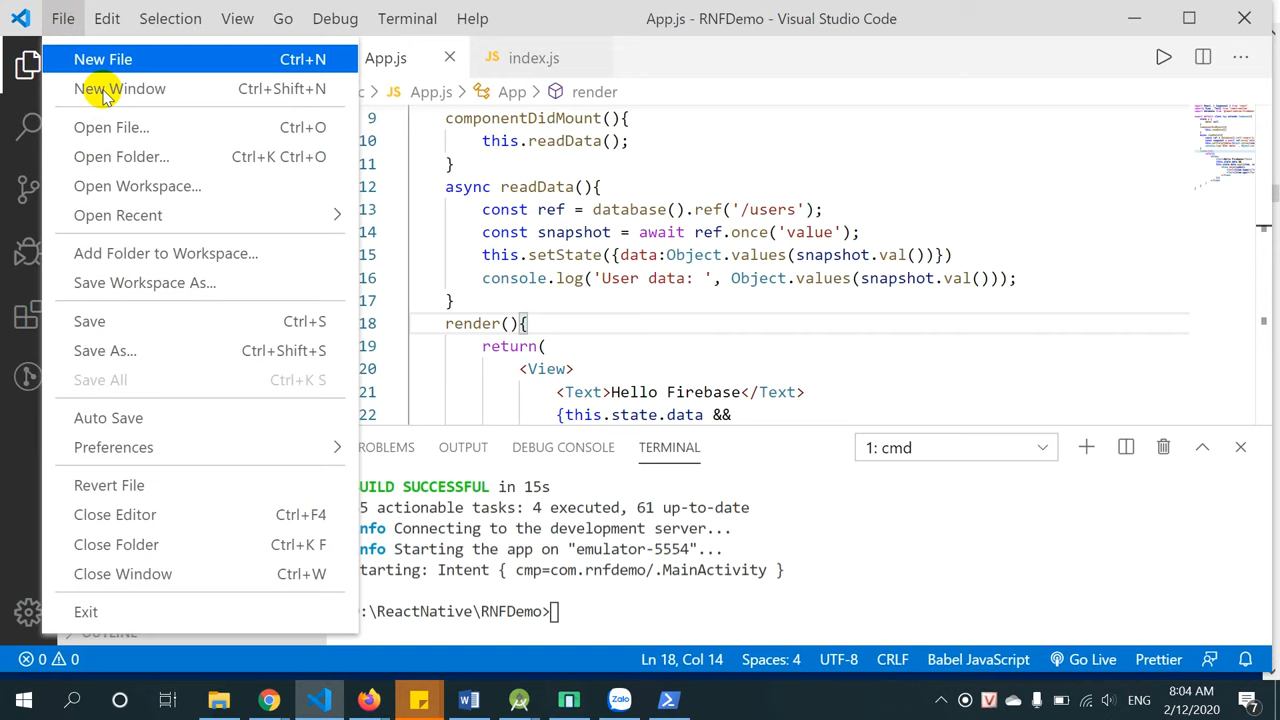 File Edit Selection View Go Debug Terminal Help App.js - RNFDemo - Visual Studio Code
New File Ctrl+N
New Window Ctrl+Shift+N
Open File... Ctrl+O
Open Folder... Ctrl+K Ctrl+O
Open Workspace...
Open Recent
Add Folder to Workspace...
Save Workspace As...
Save Ctrl+S
Save As... Ctrl+Shift+S
Save All Ctrl+K S
Auto Save
Preferences
Revert File
Close Editor Ctrl+F4
Close Folder Ctrl+K F
Close Window Ctrl+W
Exit
OUTLINE
App.js JS index.js
JS App.js App render
9 componentDidMount(){
10 this.readData();
11 }
12 async readData(){
13 const ref = database().ref('/users');
14 const snapshot = await ref.once('value');
15 this.setState({data:Object.values(snapshot.val())})
16 console.log('User data: ', Object.values(snapshot.val()));
17 }
18 render(){
19 return(
20 <View>
21 <Text>Hello Firebase</Text>
22 {this.state.data &&
ROBLEMS OUTPUT DEBUG CONSOLE TERMINAL 1: cmd
UILD SUCCESSFUL in 15s
5 actionable tasks: 4 executed, 61 up-to-date
nfo Connecting to the development server...
nfo Starting the app on "emulator-5554"...
tarting: Intent { cmp=com.rnfdemo/.MainActivity }
:\ReactNative\RNFDemo>
0 0 Ln 18, Col 14 Spaces: 4 UTF-8 CRLF Babel JavaScript Go Live Prettier
Zalo V ENG 8:04 AM
2/12/2020 7